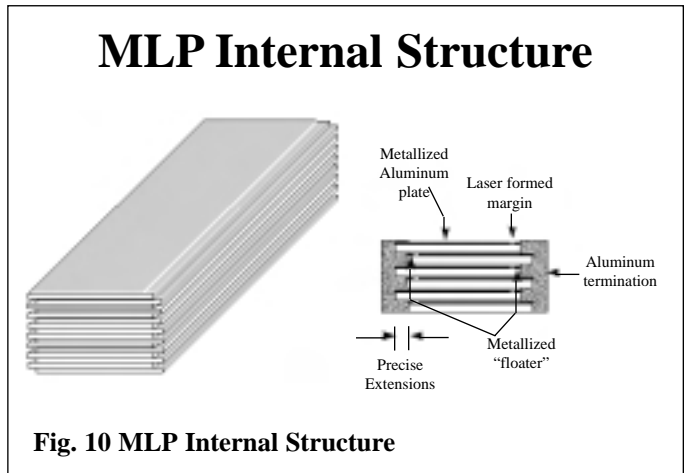 MLP Internal Structure
Metallized
Aluminum
plate
Laser formed
margin
Aluminum
termination
Metallized
“floater”
Precise
Extensions
Fig. 10 MLP Internal Structure